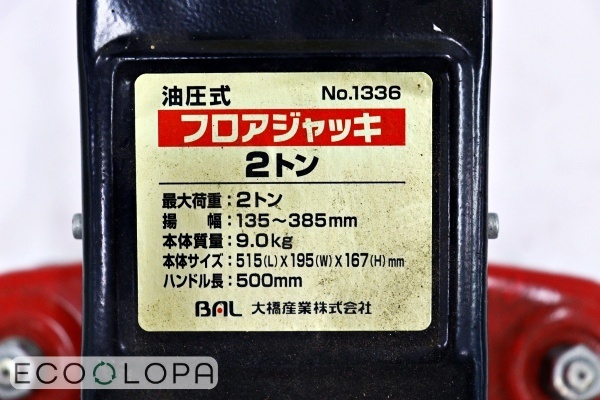 油圧式 No.1336
フロアジャッキ
2トン
最大荷重：2トン
揚　幅：135～385mm
本体質量：9.0kg
本体サイズ：515(L)X195(W)X167(H)mm
ハンドル長：500mm
BAL 大橋産業株式会社
ECOOLOPA